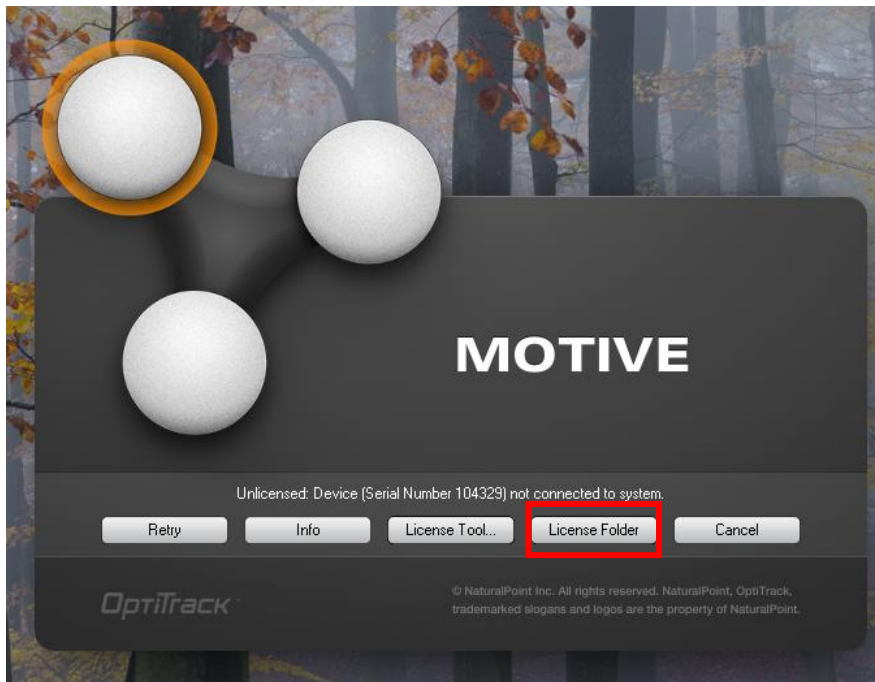 MOTIVE
Unlicensed: Device (Serial Number 104329) not connected to system.
Retry Info License Tool... License Folder Cancel
OptiTrack
© NaturalPoint Inc. All rights reserved. NaturalPoint, OptiTrack,
trademarked slogans and logos are the property of NaturalPoint.